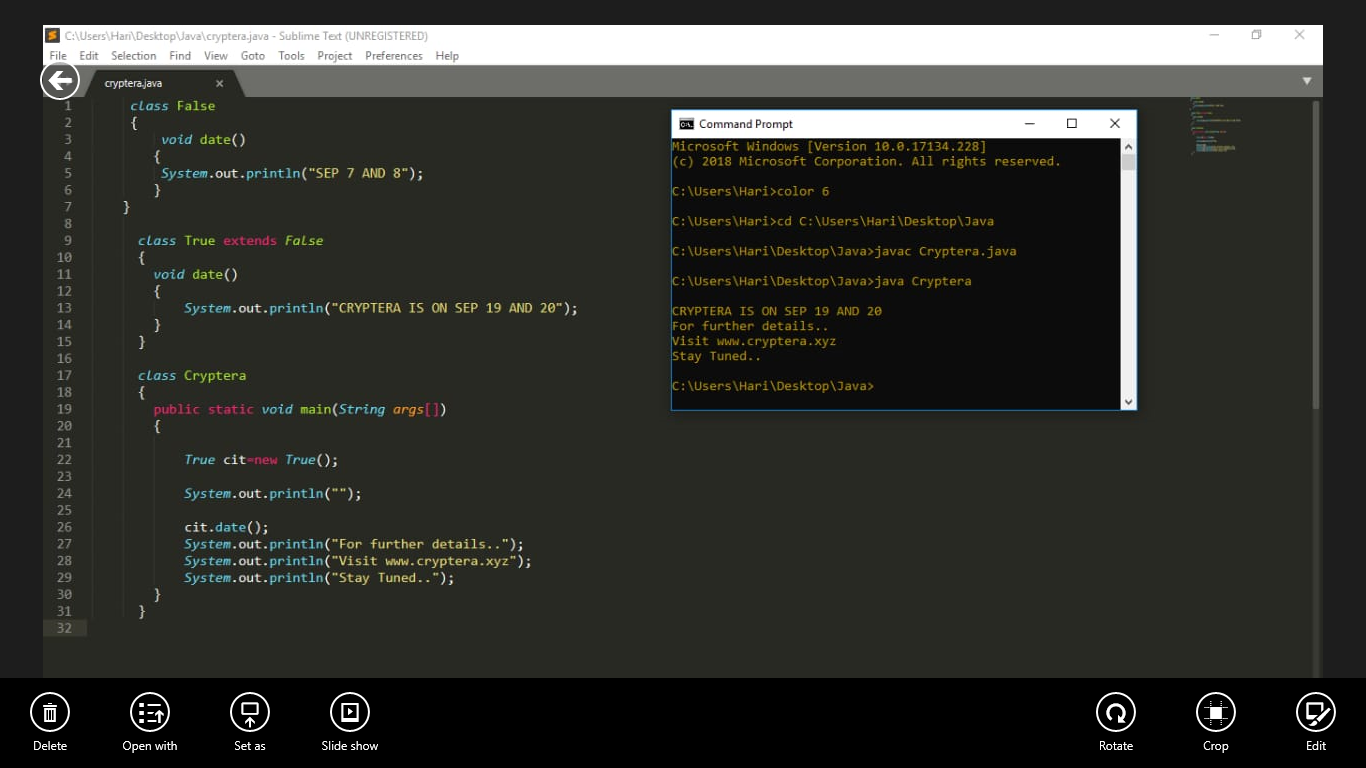 C:\Users\Hari\Desktop\Java\cryptera.java - Sublime Text (UNREGISTERED)
File Edit Selection Find View Goto Tools Project Preferences Help
cryptera.java
1 class False
2 {
3 void date()
4 {
5 System.out.println("SEP 7 AND 8");
6 }
7 }
8
9 class True extends False
10 {
11 void date()
12 {
13 System.out.println("CRYPTERA IS ON SEP 19 AND 20");
14 }
15 }
16
17 class Cryptera
18 {
19 public static void main(String args[])
20 {
21
22 True cit=new True();
23
24 System.out.println("");
25
26 cit.date();
27 System.out.println("For further details..");
28 System.out.println("Visit www.cryptera.xyz");
29 System.out.println("Stay Tuned..");
30 }
31 }
32
Command Prompt
Microsoft Windows [Version 10.0.17134.228]
(c) 2018 Microsoft Corporation. All rights reserved.
C:\Users\Hari>color 6
C:\Users\Hari>cd C:\Users\Hari\Desktop\Java
C:\Users\Hari\Desktop\Java>javac Cryptera.java
C:\Users\Hari\Desktop\Java>java Cryptera
CRYPTERA IS ON SEP 19 AND 20
For further details..
Visit www.cryptera.xyz
Stay Tuned..
C:\Users\Hari\Desktop\Java>
Delete Open with Set as Slide show Rotate Crop Edit